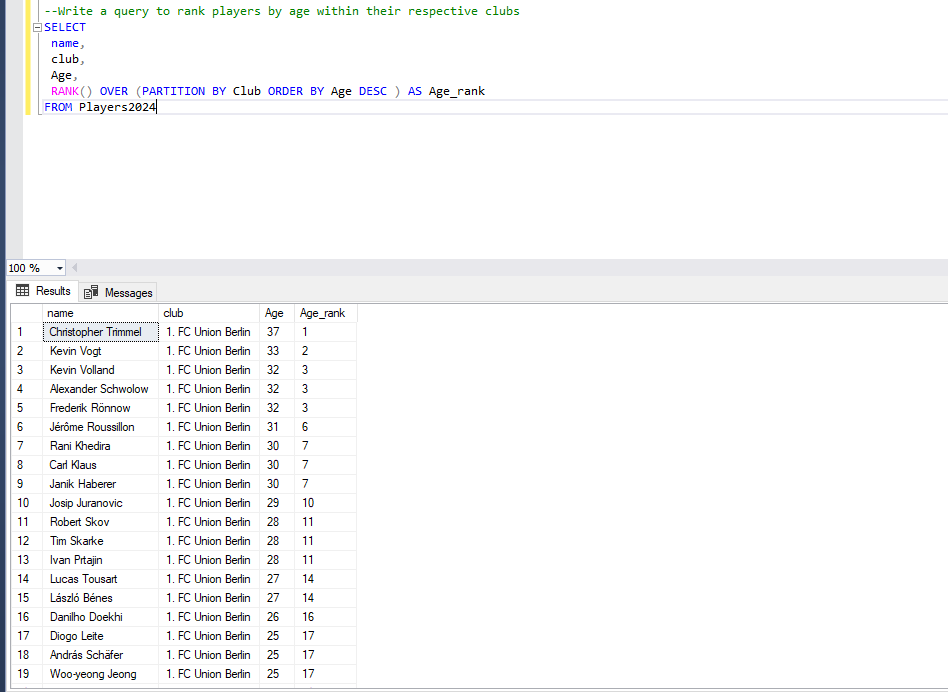 --Write a query to rank players by age within their respective clubs
SELECT
name,
club,
Age,
RANK() OVER (PARTITION BY Club ORDER BY Age DESC ) AS Age_rank
FROM Players2024
100 %
Results Messages
name club Age Age_rank
1 Christopher Trimmel 1. FC Union Berlin 37 1
2 Kevin Vogt 1. FC Union Berlin 33 2
3 Kevin Volland 1. FC Union Berlin 32 3
4 Alexander Schwolow 1. FC Union Berlin 32 3
5 Frederik Rönnow 1. FC Union Berlin 32 3
6 Jérôme Roussillon 1. FC Union Berlin 31 6
7 Rani Khedira 1. FC Union Berlin 30 7
8 Carl Klaus 1. FC Union Berlin 30 7
9 Janik Haberer 1. FC Union Berlin 30 7
10 Josip Juranovic 1. FC Union Berlin 29 10
11 Robert Skov 1. FC Union Berlin 28 11
12 Tim Skarke 1. FC Union Berlin 28 11
13 Ivan Prtajin 1. FC Union Berlin 28 11
14 Lucas Tousart 1. FC Union Berlin 27 14
15 László Bénes 1. FC Union Berlin 27 14
16 Danilho Doekhi 1. FC Union Berlin 26 16
17 Diogo Leite 1. FC Union Berlin 25 17
18 András Schäfer 1. FC Union Berlin 25 17
19 Woo-yeong Jeong 1. FC Union Berlin 25 17